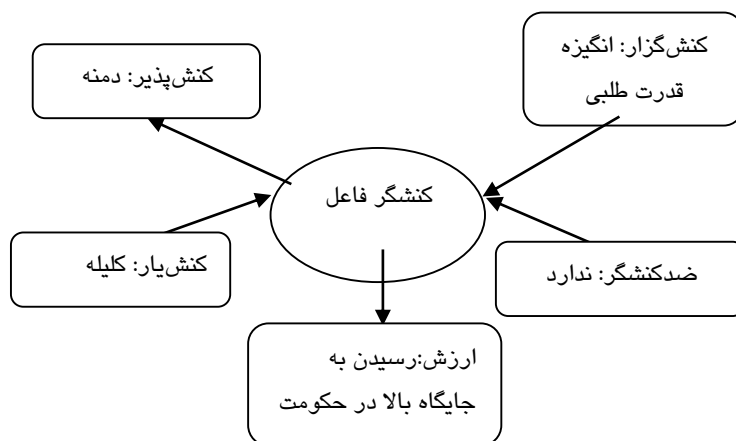 کنش‌گزار: انگیزه
قدرت طلبی
کنش‌پذیر: دمنه
کنشگر فاعل
ضدکنشگر: ندارد
کنش‌یار: کلیله
ارزش:رسیدن به
جایگاه بالا در حکومت